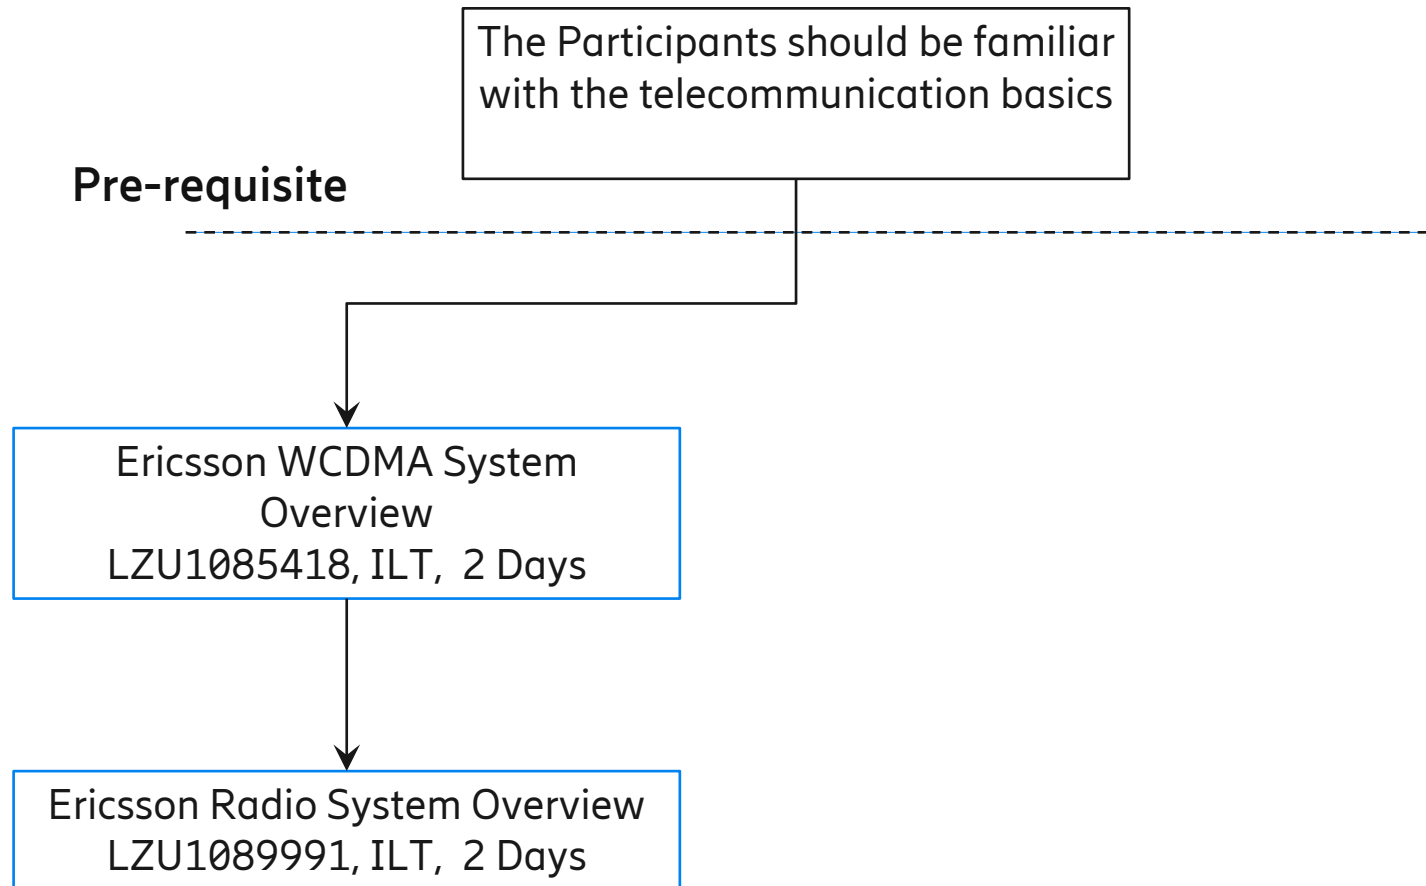 The Participants should be familiar
with the telecommunication basics
Pre-requisite
Ericsson WCDMA System
Overview
LZU1085418, ILT,  2 Days
Ericsson Radio System Overview
LZU1089991, ILT,  2 Days